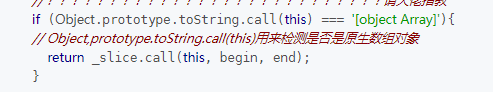 if (Object.prototype.toString.call(this) === '[object Array]'){
// Object,prototype.toString.call(this)用来检测是否是原生数组对象
return _slice.call(this, begin, end);
}